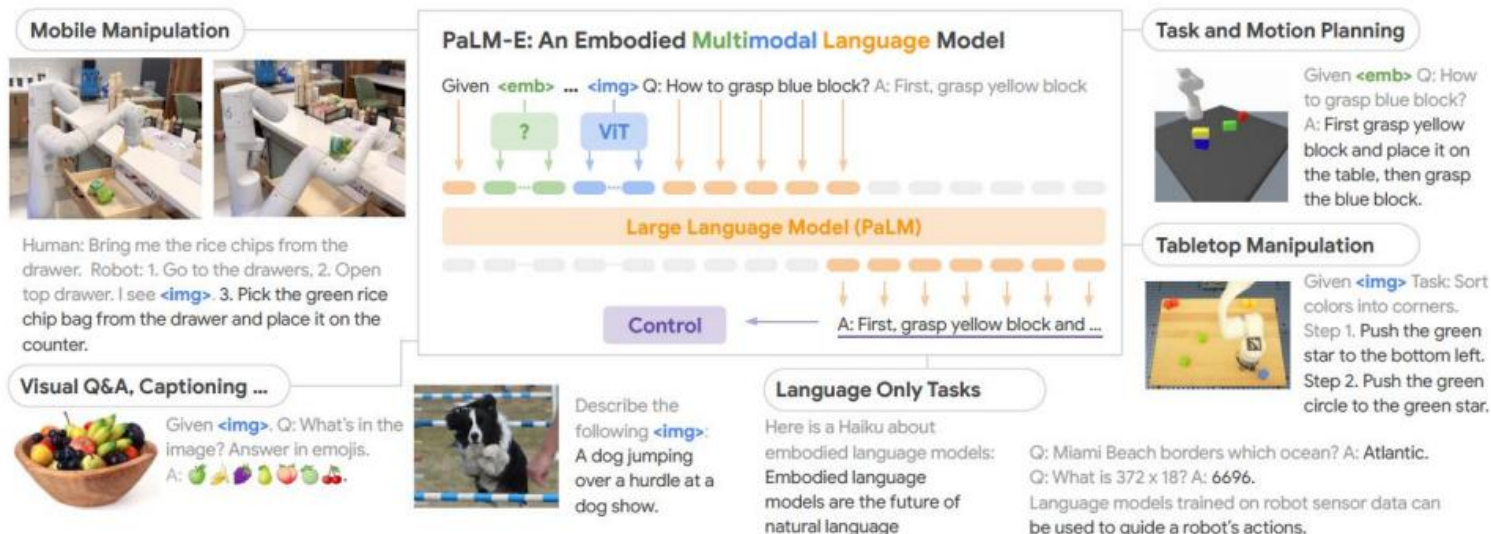 Mobile Manipulation
Human: Bring me the rice chips from the
drawer. Robot: 1. Go to the drawers, 2. Open
top drawer. I see <img>. 3. Pick the green rice
chip bag from the drawer and place it on the
counter.
PaLM-E: An Embodied Multimodal Language Model
Given <emb> ... <img> Q: How to grasp blue block? A: First, grasp yellow block
?
ViT
Large Language Model (PaLM)
Control
A: First, grasp yellow block and ...
Task and Motion Planning
Given <emb> Q: How
to grasp blue block?
A: First grasp yellow
block and place it on
the table, then grasp
the blue block.
Tabletop Manipulation
Given <img> Task: Sort
colors into corners.
Step 1. Push the green
star to the bottom left.
Step 2. Push the green
circle to the green star.
Visual Q&A, Captioning ...
Given <img>. Q: What's in the
image? Answer in emojis.
A: 🍏🍌🍇🍐🍑🍈🍒.
Describe the
following <img>:
A dog jumping
over a hurdle at a
dog show.
Language Only Tasks
Here is a Haiku about
embodied language models:
Embodied language
models are the future of
natural language
Q: Miami Beach borders which ocean? A: Atlantic.
Q: What is 372 x 18? A: 6696.
Language models trained on robot sensor data can
be used to guide a robot's actions.